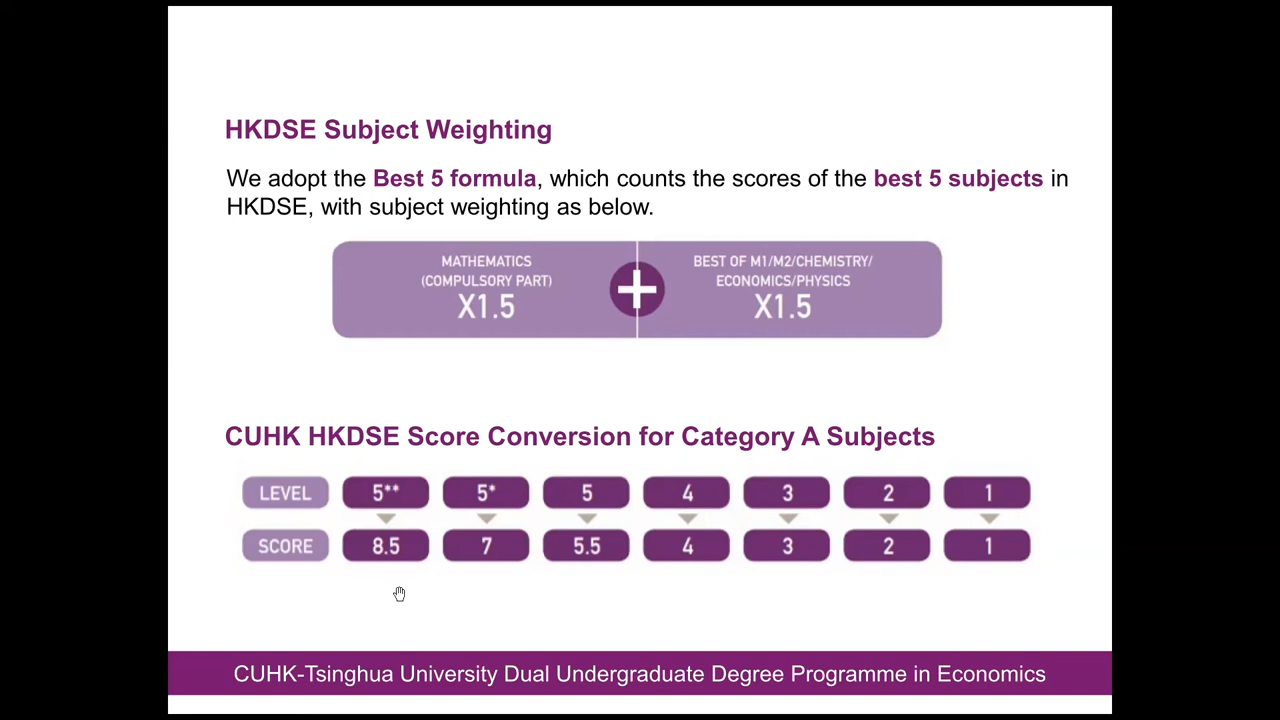 HKDSE Subject Weighting
We adopt the Best 5 formula, which counts the scores of the best 5 subjects in
HKDSE, with subject weighting as below.
MATHEMATICS
(COMPULSORY PART)
X1.5
+
BEST OF M1/M2/CHEMISTRY/
ECONOMICS/PHYSICS
X1.5
CUHK HKDSE Score Conversion for Category A Subjects
LEVEL 5** 5* 5 4 3 2 1
SCORE 8.5 7 5.5 4 3 2 1
CUHK-Tsinghua University Dual Undergraduate Degree Programme in Economics